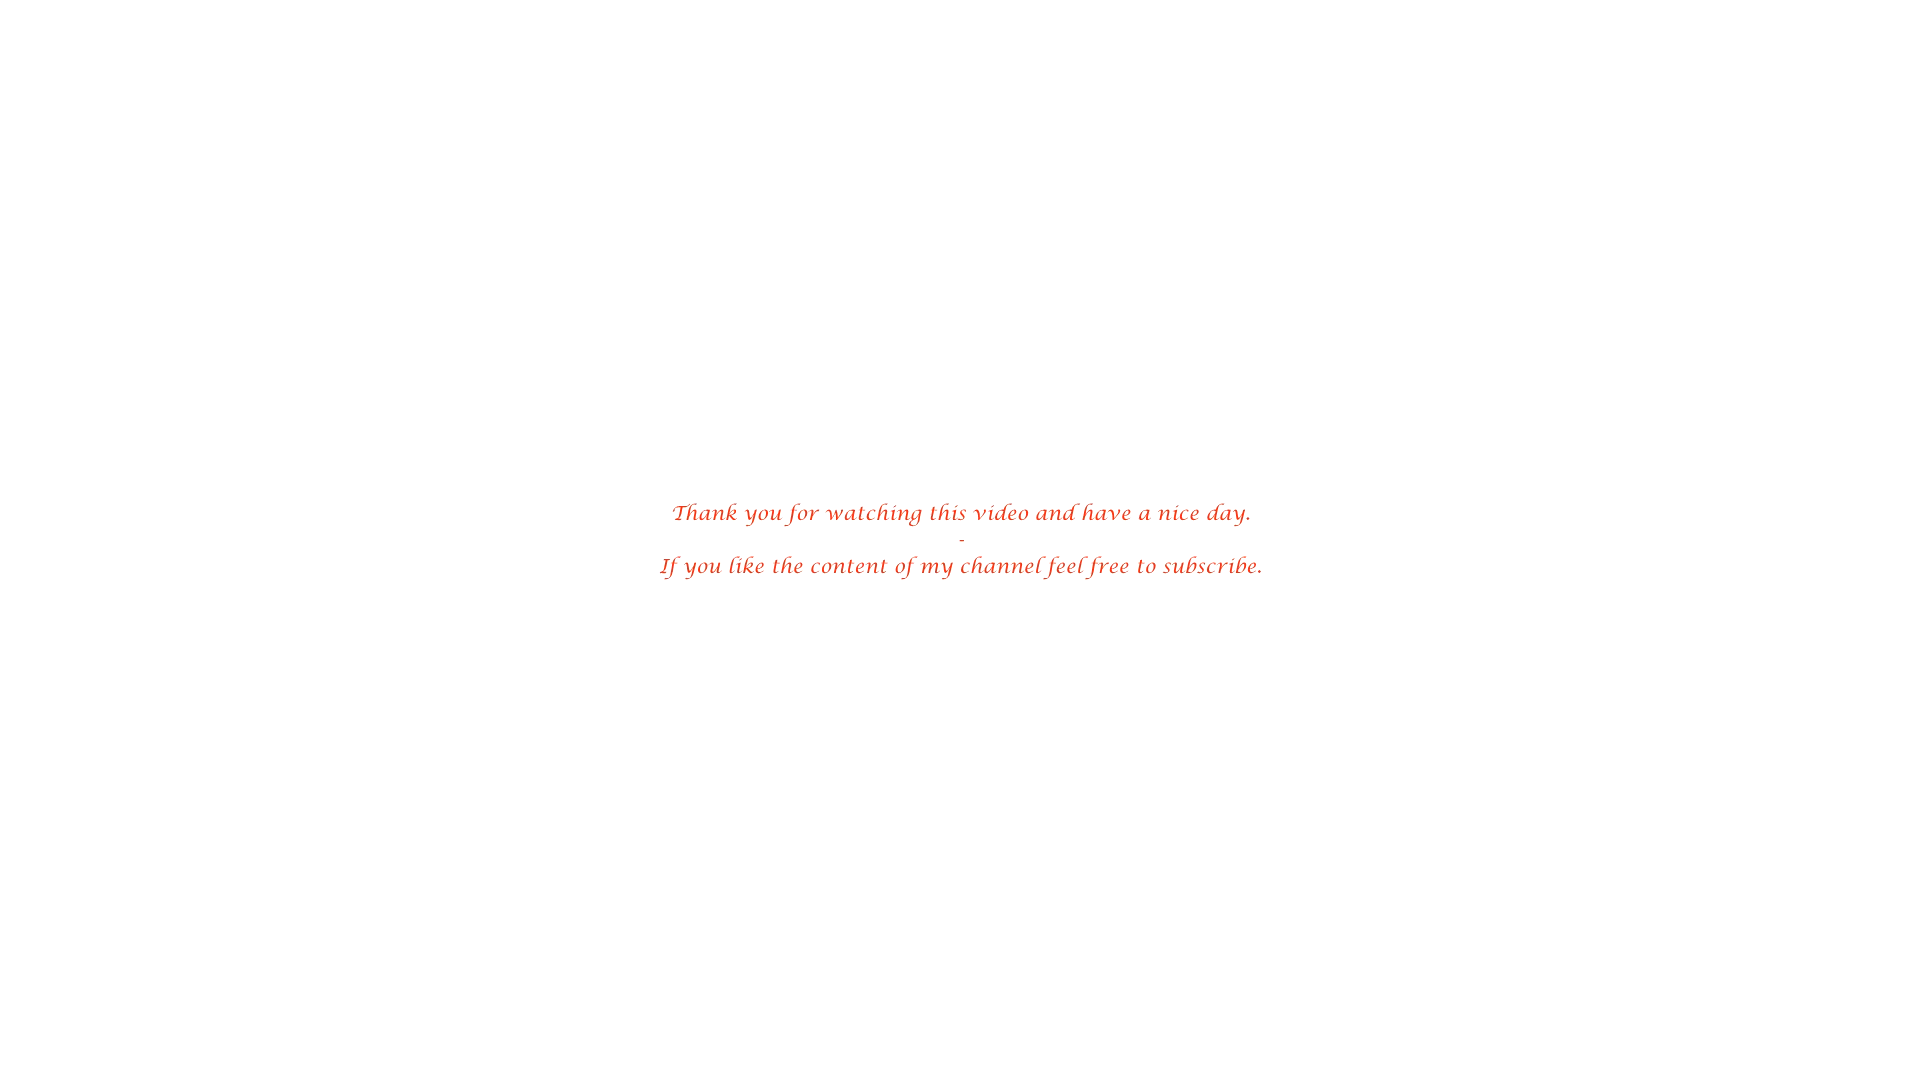 Thank you for watching this video and have a nice day.
-
If you like the content of my channel feel free to subscribe.